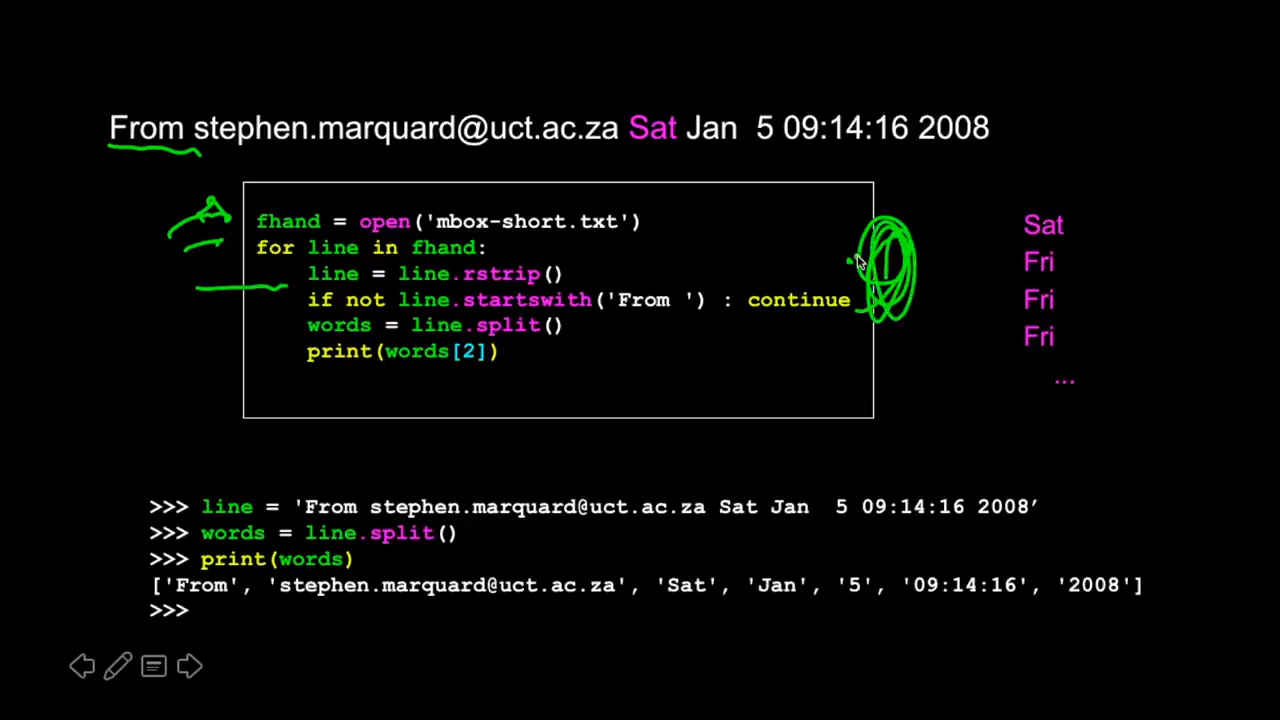 From stephen.marquard@uct.ac.za Sat Jan  5 09:14:16 2008
fhand = open('mbox-short.txt')
for line in fhand:
    line = line.rstrip()
    if not line.startswith('From ') : continue
    words = line.split()
    print(words[2])
Sat
Fri
Fri
Fri
...
>>> line = 'From stephen.marquard@uct.ac.za Sat Jan  5 09:14:16 2008’
>>> words = line.split()
>>> print(words)
['From', 'stephen.marquard@uct.ac.za', 'Sat', 'Jan', '5', '09:14:16', '2008']
>>>